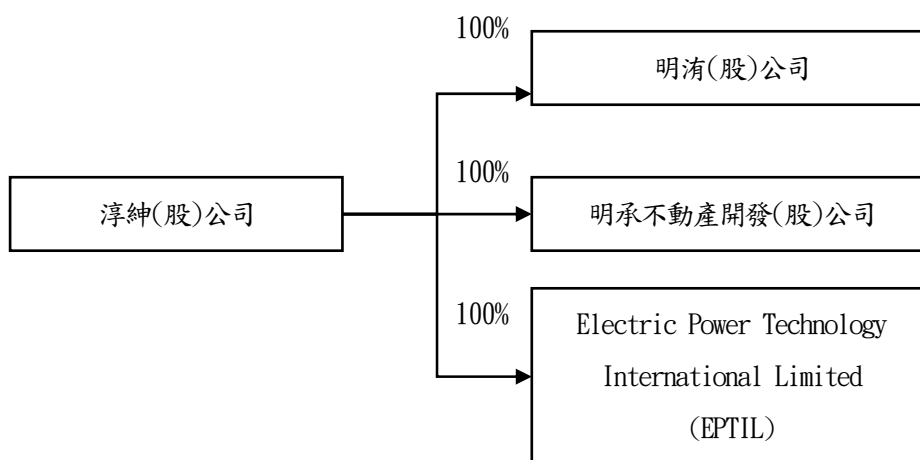 100%
明洧(股)公司
100%
淳紳(股)公司
明承不動產開發(股)公司
100%
Electric Power Technology
International Limited
(EPTIL)